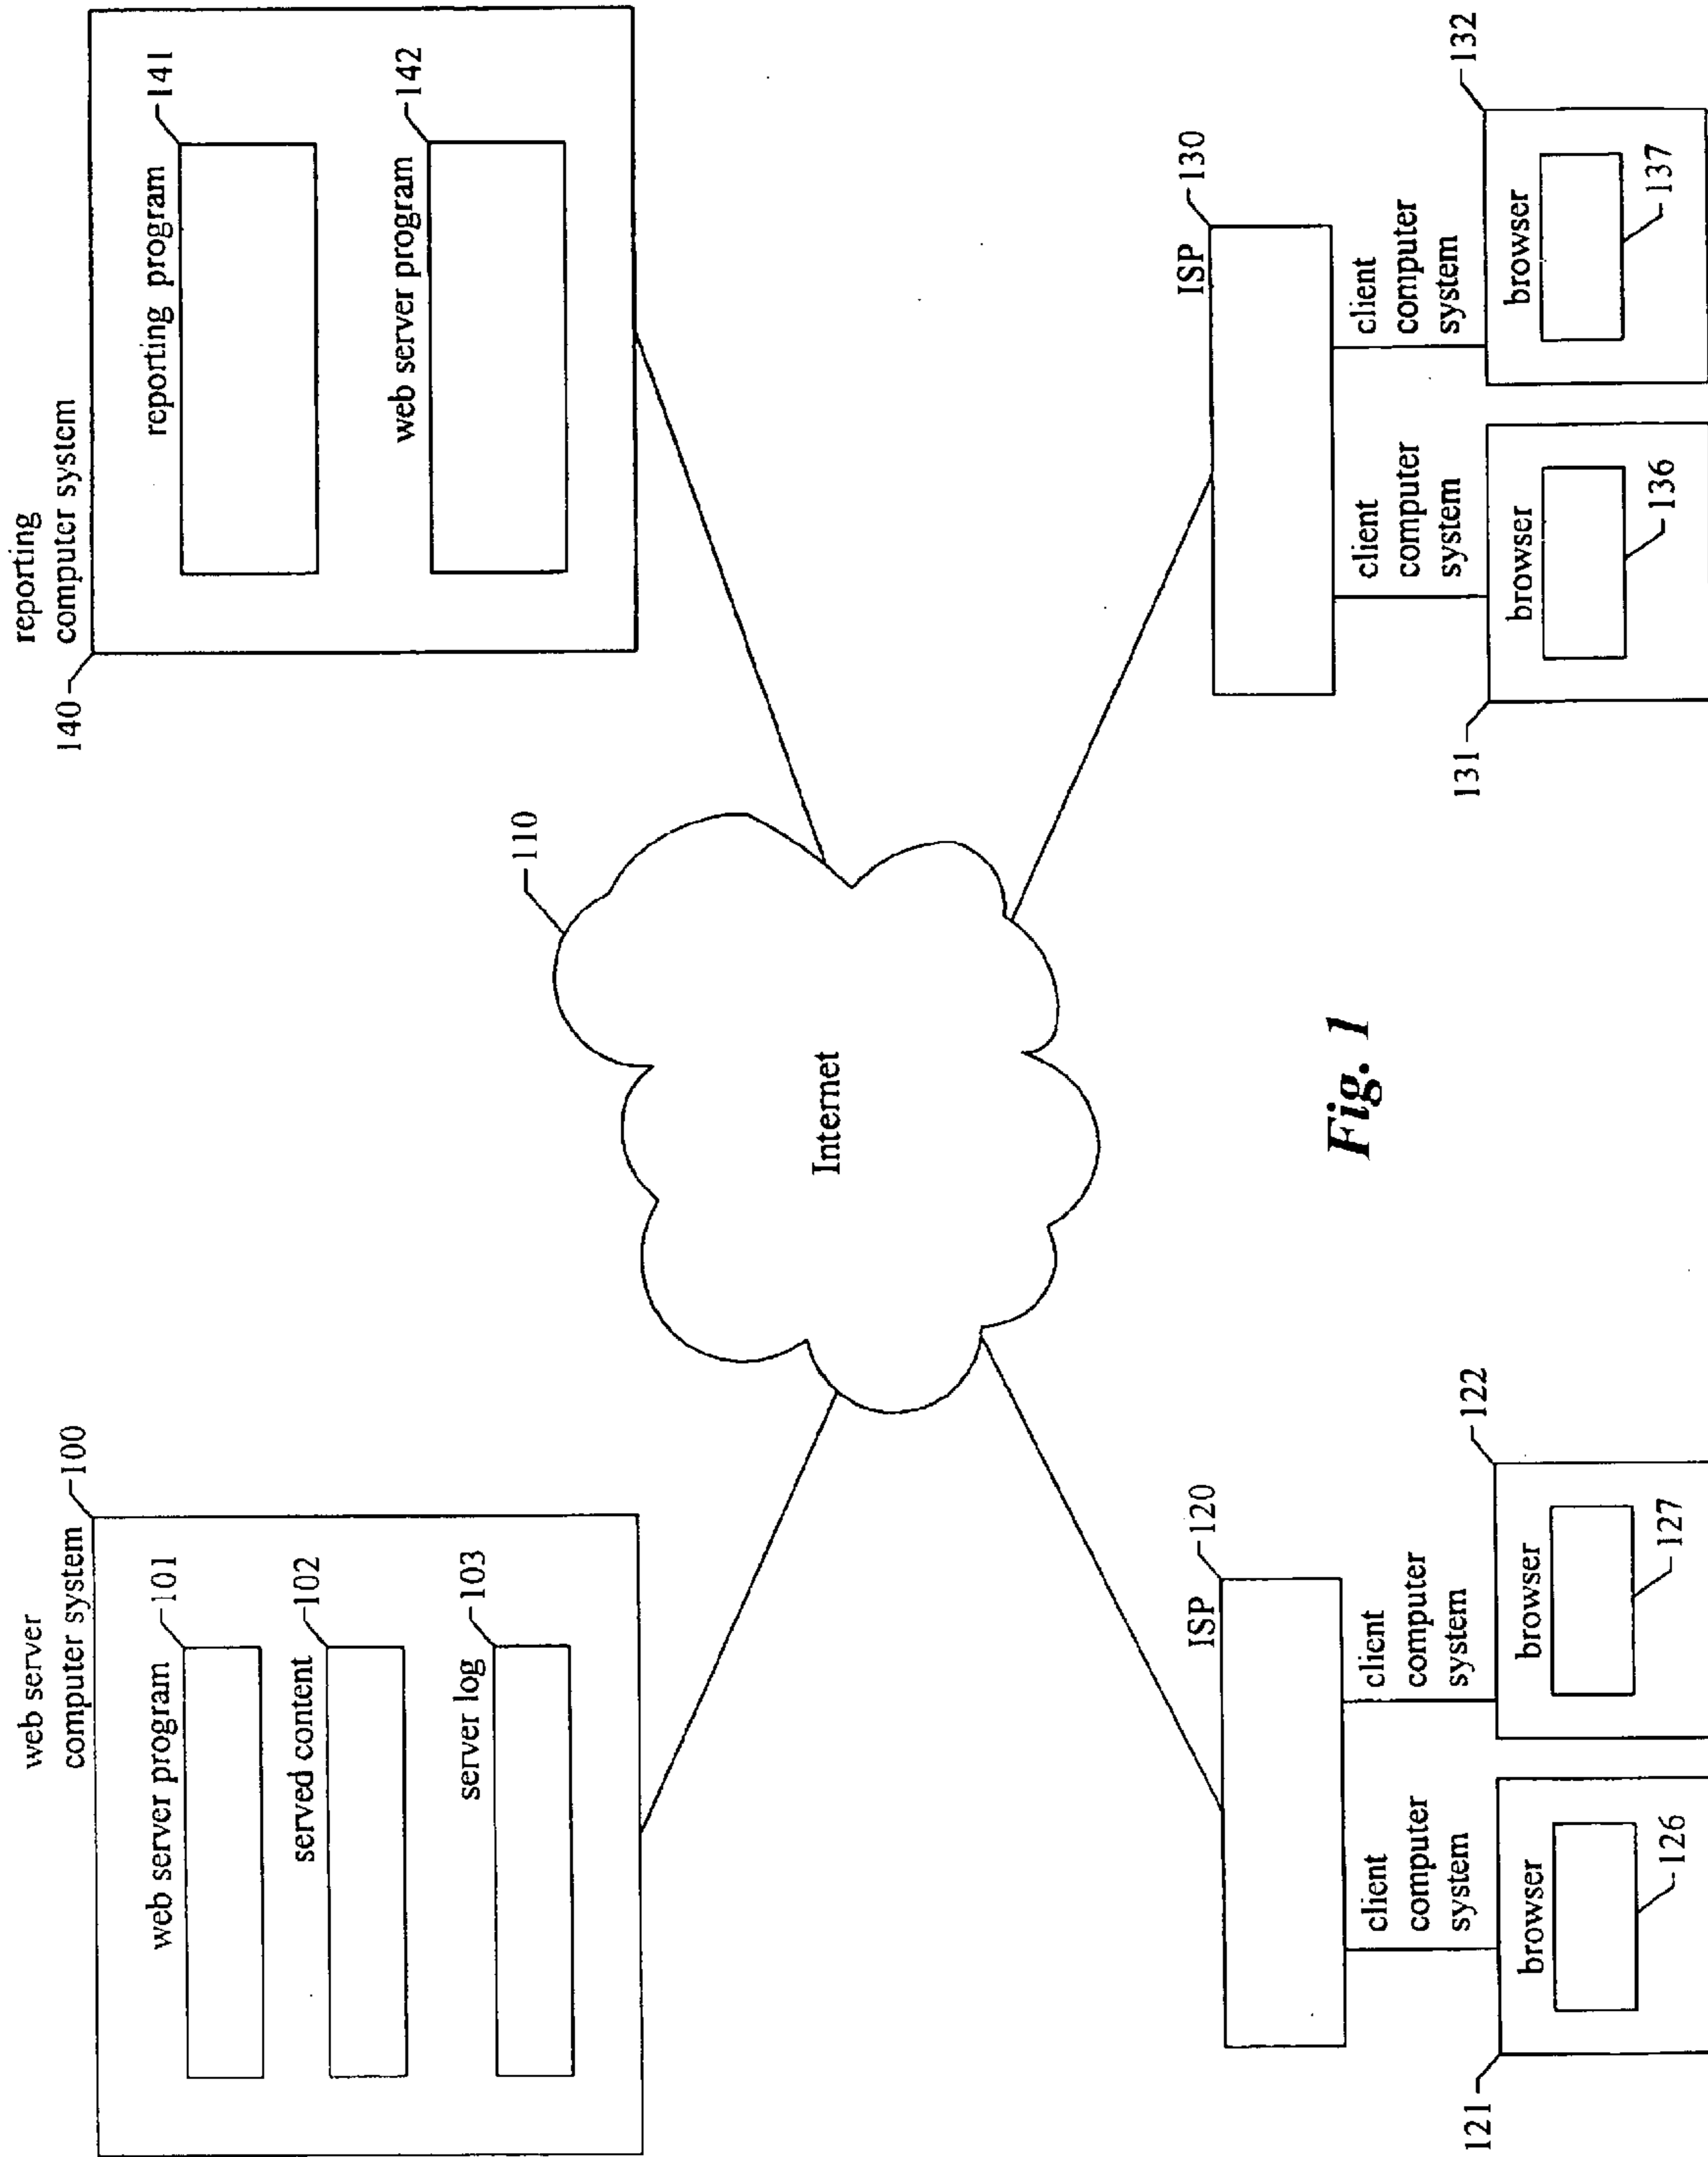 web server
computer system
100
web server program
101
served content
102
server log
103
reporting
computer system
140
reporting program
141
web server program
142
110
Internet
ISP
120
client
computer
system
client
computer
system
121
browser
126
122
browser
127
ISP
130
client
computer
system
client
computer
system
131
browser
136
132
browser
137
Fig. 1